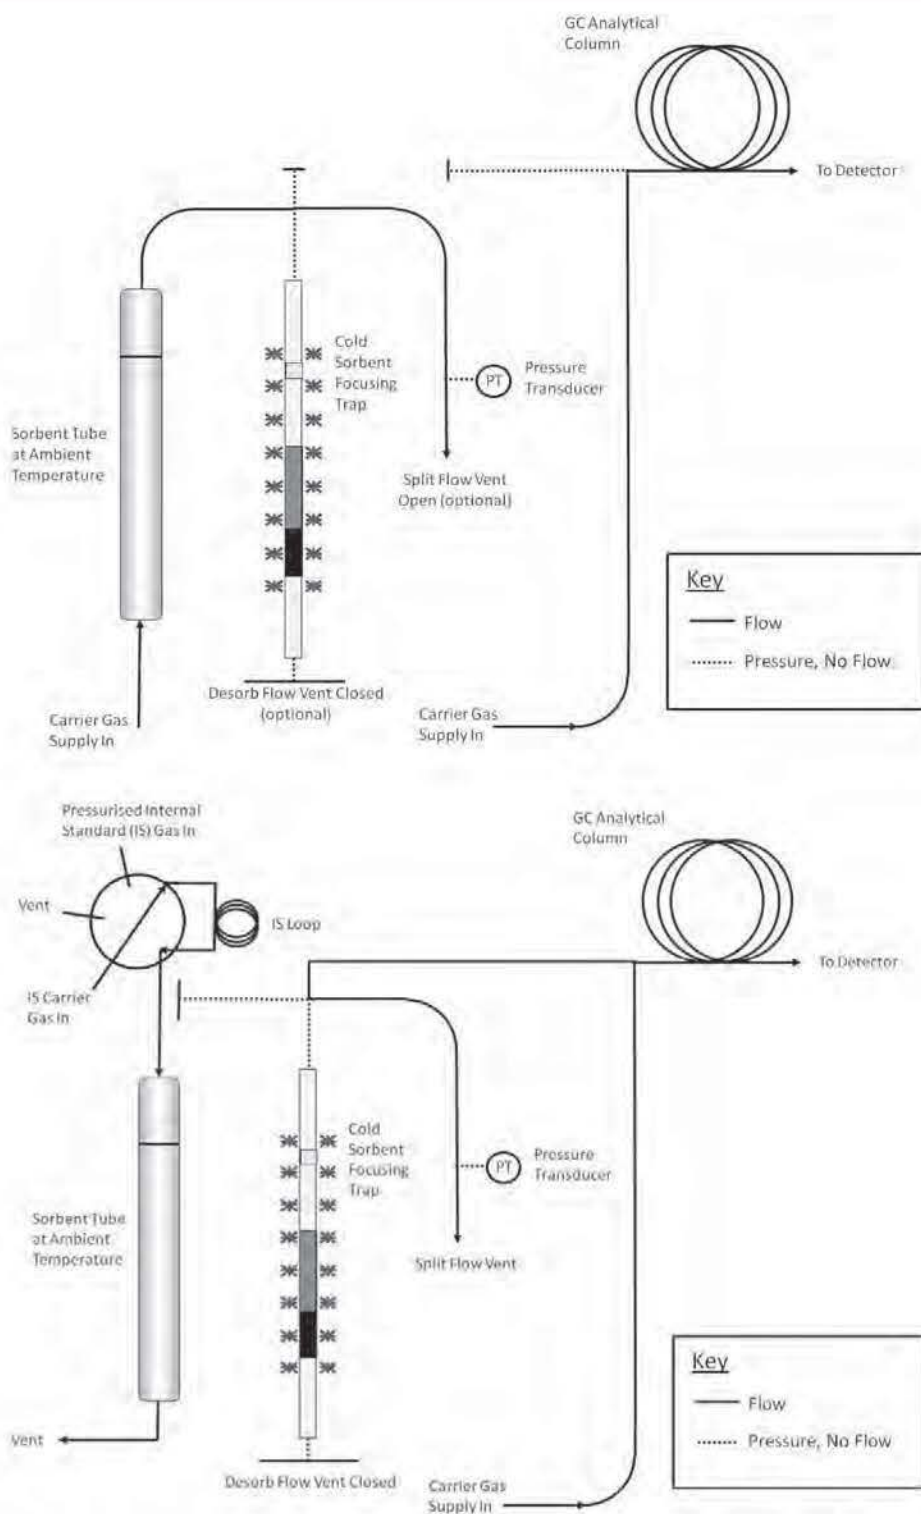 GC Analytical
Column
To Detector
Cold
Sorbent
Focusing
Trap
PT
Pressure
Transducer
Sorbent Tube
at Ambient
Temperature
Split Flow Vent
Open (optional)
Key
Flow
Pressure, No Flow
Desorb Flow Vent Closed
(optional)
Carrier Gas
Supply In
Carrier Gas
Supply In
Pressurised Internal
Standard (IS) Gas In
GC Analytical
Column
Vent
IS Loop
To Detector
IS Carrier
Gas In
Cold
Sorbent
Focusing
Trap
PT
Pressure
Transducer
Sorbent Tube
at Ambient
Temperature
Split Flow Vent
Key
Flow
Pressure, No Flow
Vent
Desorb Flow Vent Closed
Carrier Gas
Supply In